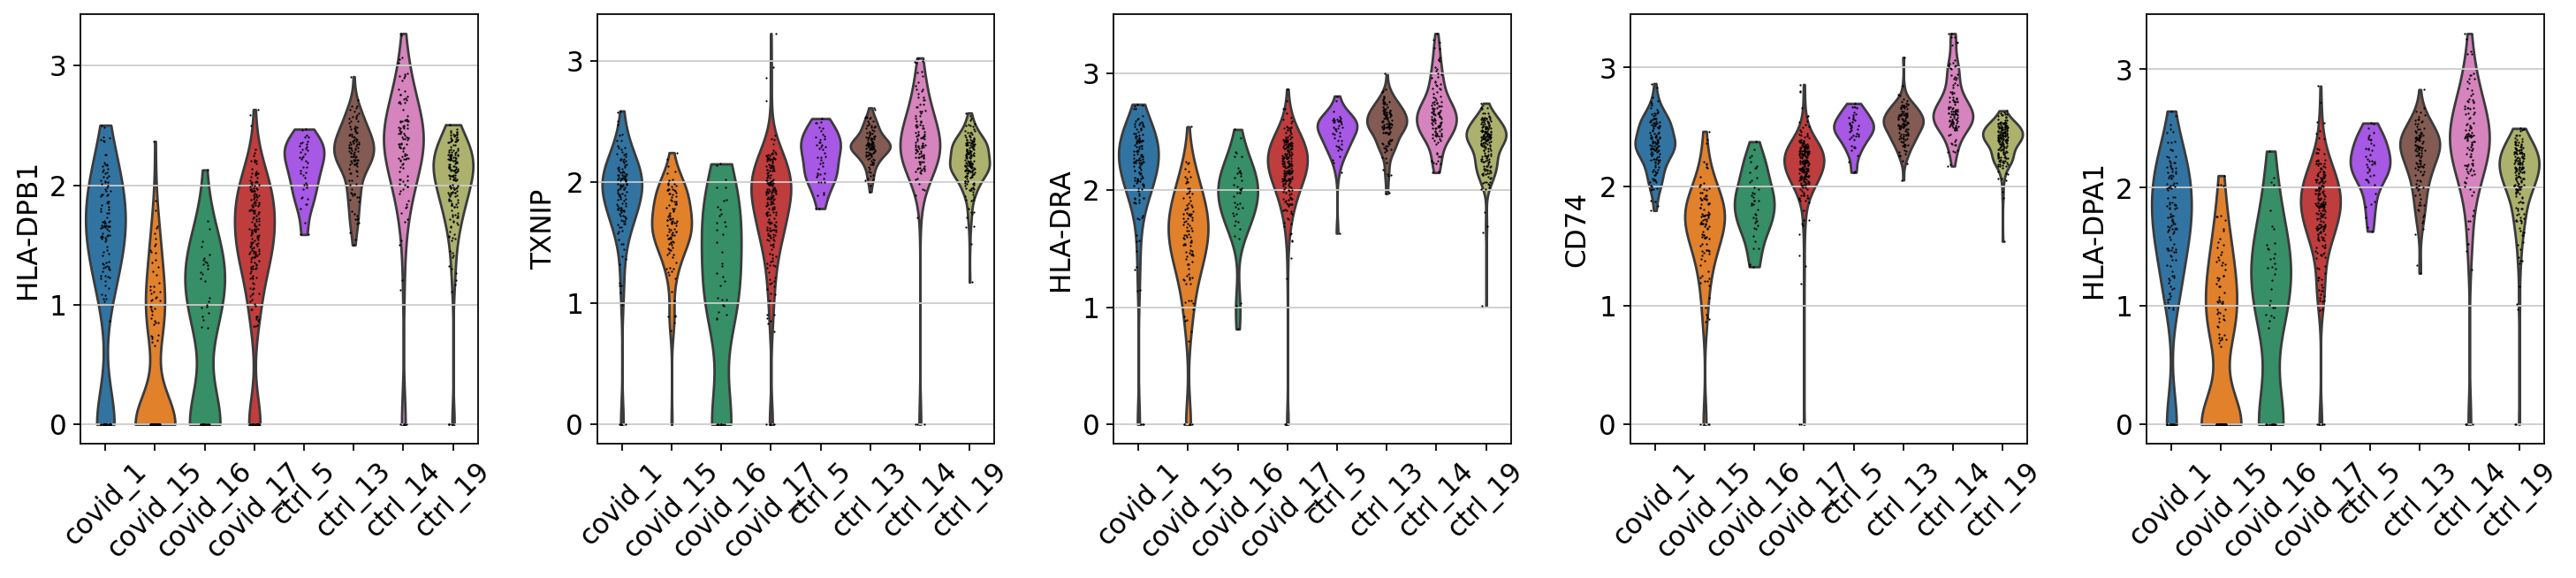 HLA-DPB1
3
2
1
0
covid_1
covid_15
covid_16
covid_17
ctrl_5
ctrl_13
ctrl_14
ctrl_19
TXNIP
3
2
1
0
covid_1
covid_15
covid_16
covid_17
ctrl_5
ctrl_13
ctrl_14
ctrl_19
HLA-DRA
3
2
1
0
covid_1
covid_15
covid_16
covid_17
ctrl_5
ctrl_13
ctrl_14
ctrl_19
CD74
3
2
1
0
covid_1
covid_15
covid_16
covid_17
ctrl_5
ctrl_13
ctrl_14
ctrl_19
HLA-DPA1
3
2
1
0
covid_1
covid_15
covid_16
covid_17
ctrl_5
ctrl_13
ctrl_14
ctrl_19